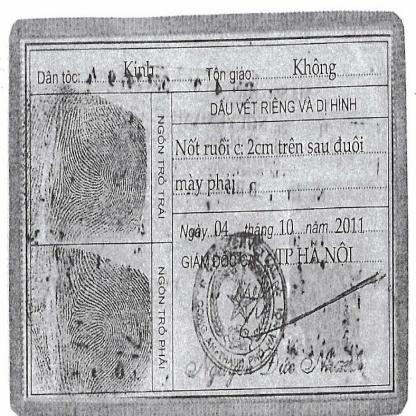 Dân tộc: Kinh Tôn giáo: Không
NGÓN TRỎ TRÁI
NGÓN TRỎ PHẢI
DẤU VẾT RIÊNG VÀ DỊ HÌNH
Nốt ruồi c: 2cm trên sau đuôi
mày phải
Ngày 04 tháng 10 năm 2011
GIÁM ĐỐC CA TP HÀ NỘI
Nguyễn Đức